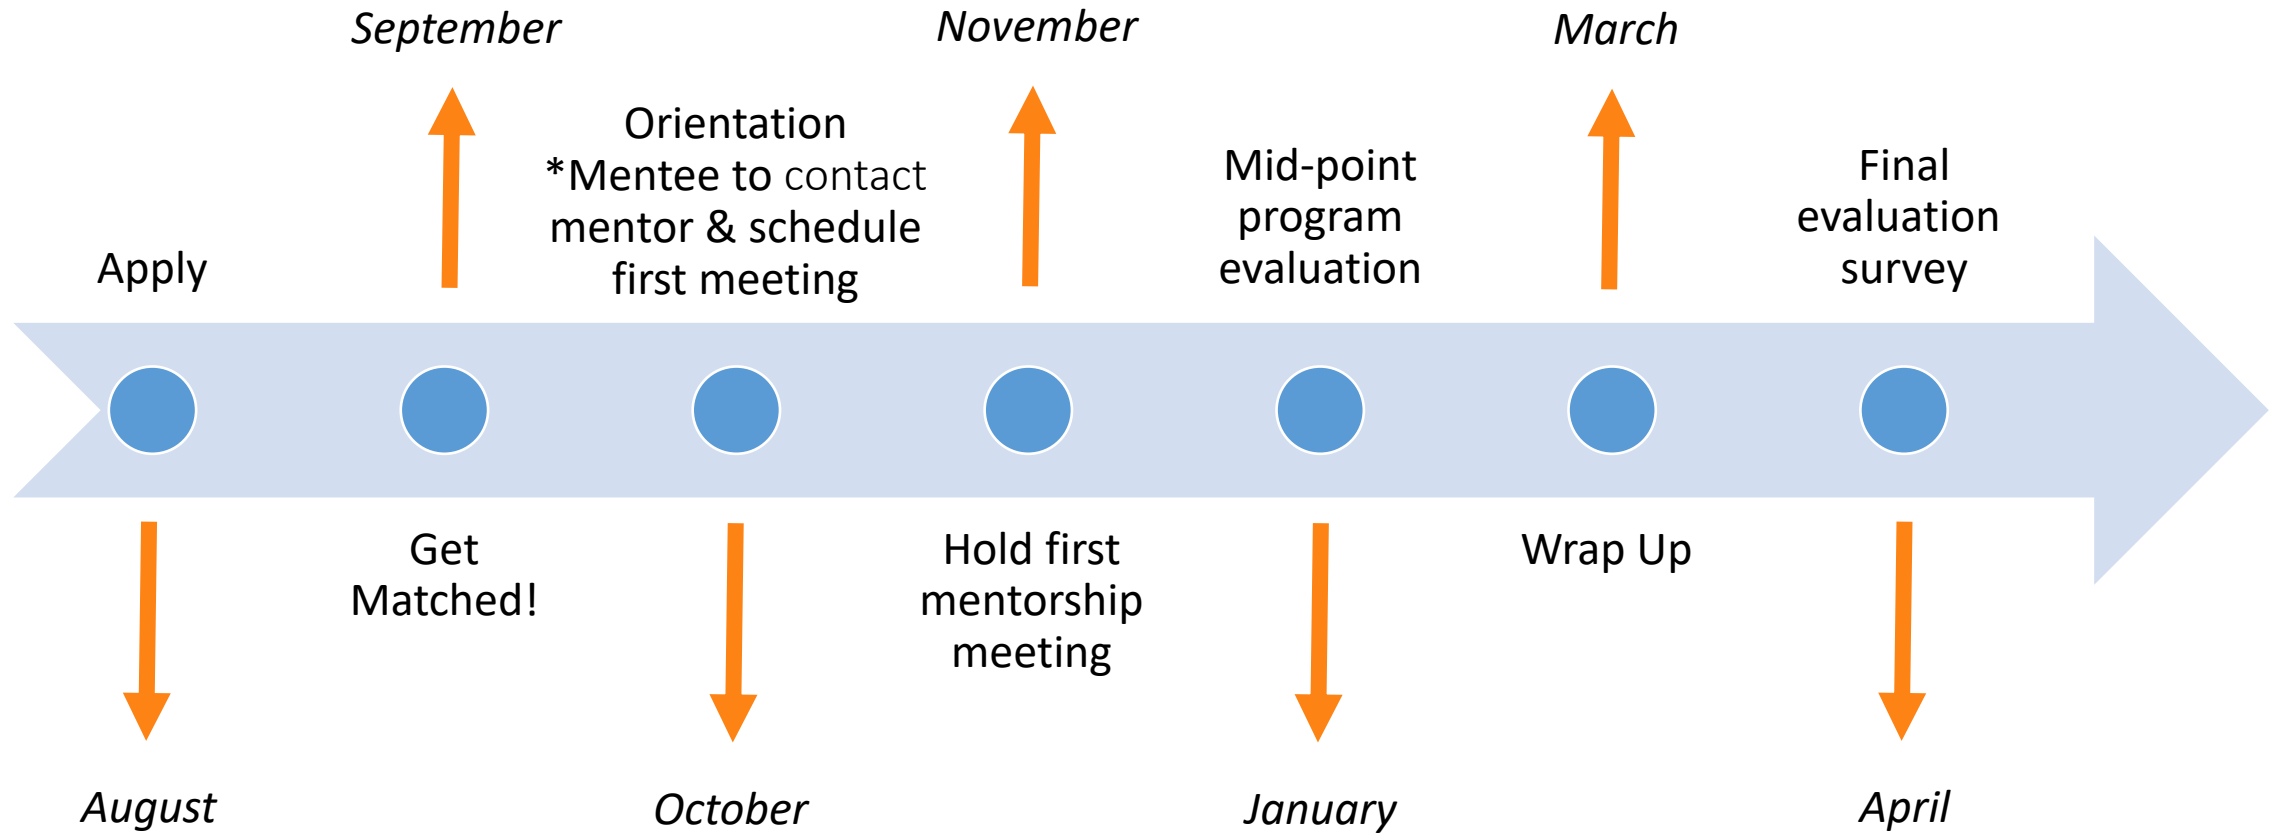 September
November
March
Orientation
*Mentee to contact
mentor & schedule
first meeting
Mid-point
program
evaluation
Final
evaluation
survey
Apply
Get
Matched!
Hold first
mentorship
meeting
Wrap Up
August
October
January
April